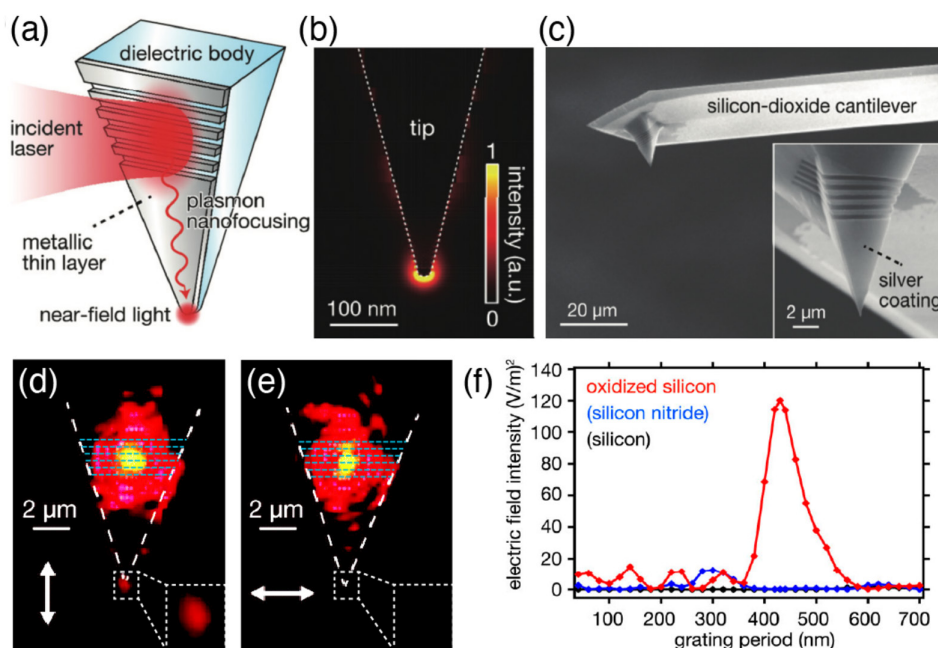 (a)
dielectric body
incident
laser
plasmon
nanofocusing
metallic
thin layer
near-field light
(b)
tip
1
intensity (a.u.)
0
100 nm
(c)
silicon-dioxide cantilever
20 μm
silver
coating
2 μm
(d)
2 μm
(e)
2 μm
(f)
electric field intensity (V/m)²
140
120
100
80
60
40
20
0
oxidized silicon
(silicon nitride)
(silicon)
100 200 300 400 500 600 700
grating period (nm)